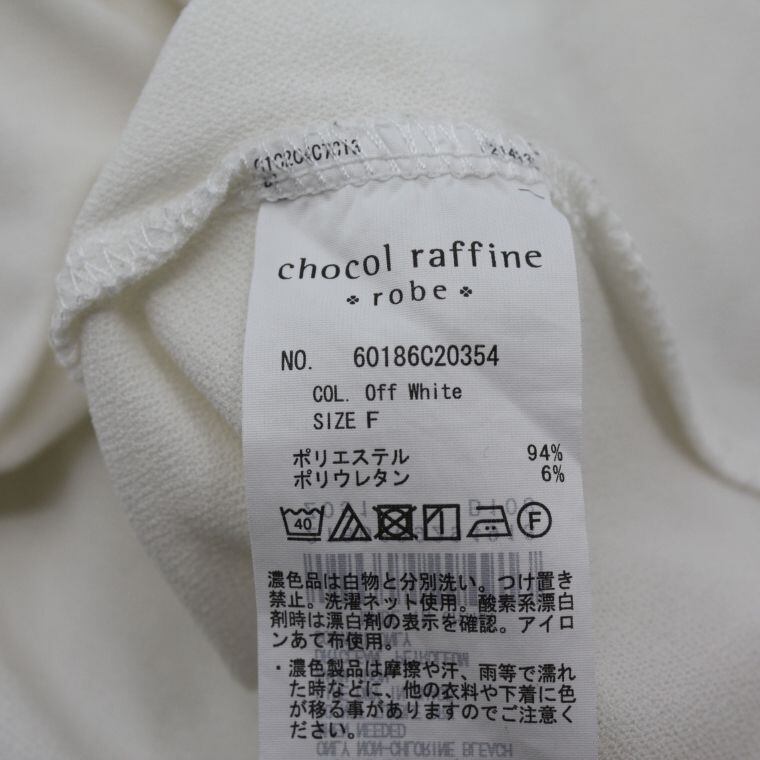 chocol raffine
robe
NO. 60186C20354
COL. Off White
SIZE F
ポリエステル 94%
ポリウレタン 6%
40 F
濃色品は白物と分別洗い。つけ置き
禁止。洗濯ネット使用。酸素系漂白
剤時は漂白剤の表示を確認。アイロ
ンあて布使用。
・濃色製品は摩擦や汗、雨等で濡れ
た時などに、他の衣料や下着に色
が移る事がありますのでご注意く
ださい。
ONLY NON-CHLORINE BLEACH